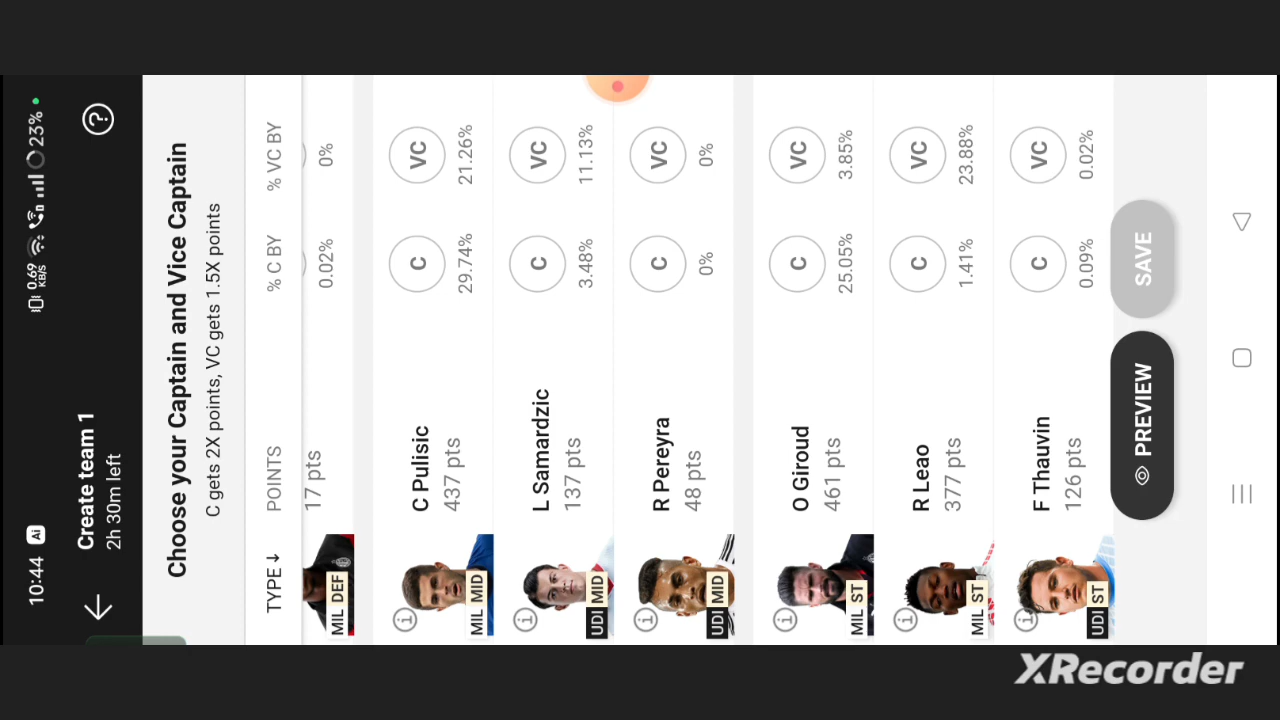 10:44 Ai 0.69 KB/S 23%
Create team 1
2h 30m left
?
Choose your Captain and Vice Captain
C gets 2X points, VC gets 1.5X points
TYPE ↓ POINTS % C BY % VC BY
MIL DEF 17 pts 0.02% 0%
C Pulisic C VC
MIL MID 437 pts 29.74% 21.26%
L Samardzic C VC
UDI MID 137 pts 3.48% 11.13%
R Pereyra C VC
UDI MID 48 pts 0% 0%
O Giroud C VC
MIL ST 461 pts 25.05% 3.85%
R Leao C VC
MIL ST 377 pts 1.41% 23.88%
F Thauvin C VC
UDI ST 126 pts 0.09% 0.02%
PREVIEW SAVE
XRecorder